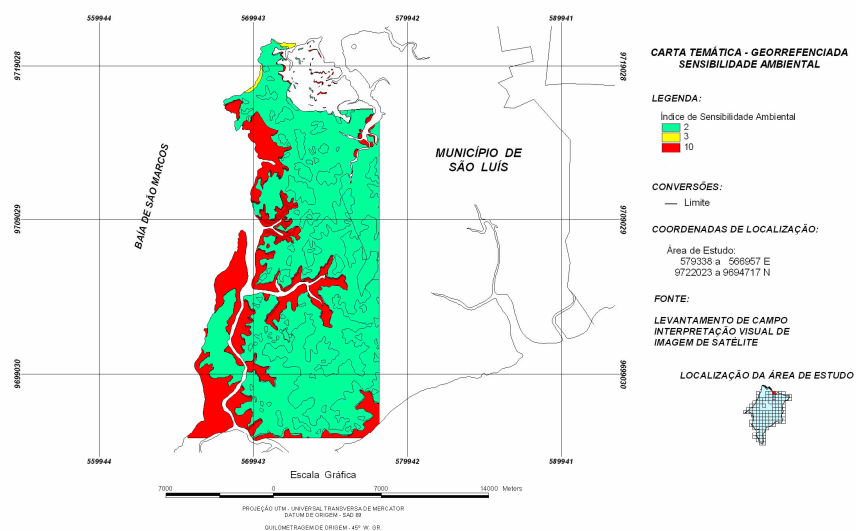 559944
569943
579942
589941
9719028
9719028
9709029
9709029
9699030
9699030
BAÍA DE SÃO MARCOS
MUNICÍPIO DE
SÃO LUÍS
559944
569943
579942
589941
Escala Gráfica
7000
0
7000
14000 Meters
PROJEÇÃO UTM - UNIVERSAL TRANSVERSA DE MERCATOR
DATUM DE ORIGEM - SAD 69
QUILOMETRAGEM DE ORIGEM - 45º W. GR.
CARTA TEMÁTICA - GEORREFENCIADA
SENSIBILIDADE AMBIENTAL
LEGENDA:
Índice de Sensibilidade Ambiental
2
3
10
CONVERSÕES:
Limite
COORDENADAS DE LOCALIZAÇÃO:
Área de Estudo:
579338 a 566957 E
9722023 a 9694717 N
FONTE:
LEVANTAMENTO DE CAMPO
INTERPRETAÇÃO VISUAL DE
IMAGEM DE SATÉLITE
LOCALIZAÇÃO DA ÁREA DE ESTUDO